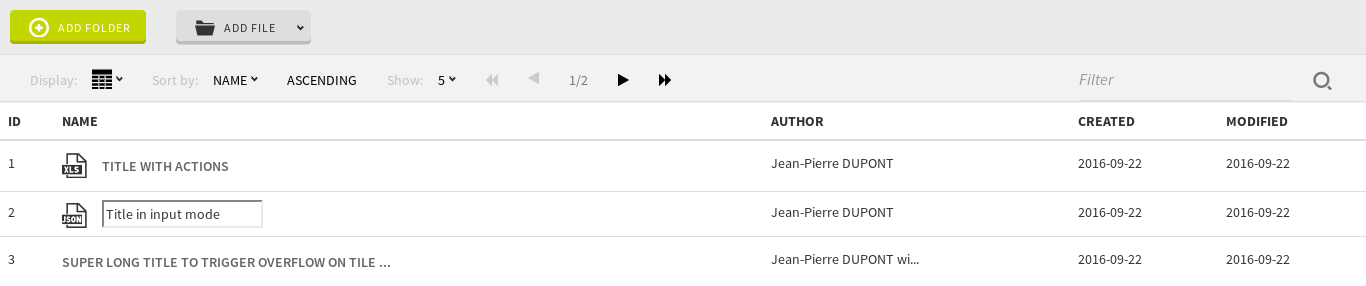 ADD FOLDER ADD FILE
Display: Sort by: NAME ASCENDING Show: 5 1/2 Filter
ID NAME AUTHOR CREATED MODIFIED
1 XLS TITLE WITH ACTIONS Jean-Pierre DUPONT 2016-09-22 2016-09-22
2 JSON Title in input mode Jean-Pierre DUPONT 2016-09-22 2016-09-22
3 SUPER LONG TITLE TO TRIGGER OVERFLOW ON TILE ... Jean-Pierre DUPONT wi... 2016-09-22 2016-09-22